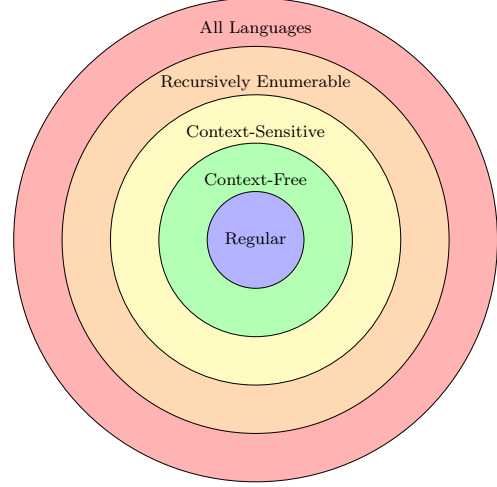 All Languages
Recursively Enumerable
Context-Sensitive
Context-Free
Regular